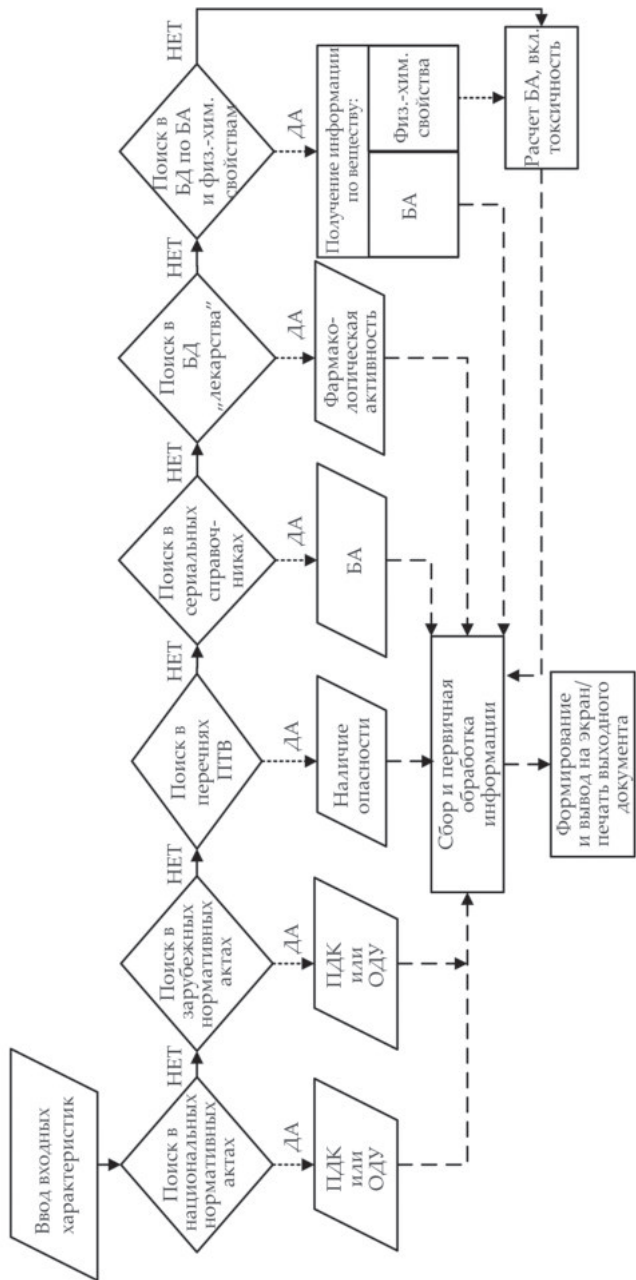 Ввод входных
характеристик
Поиск в
национальных
нормативных
актах
НЕТ
ДА
ПДК
или
ОДУ
Поиск в
зарубежных
нормативных
актах
НЕТ
ДА
ПДК
или
ОДУ
Поиск в
перечнях
ПТВ
НЕТ
ДА
Наличие
опасности
Поиск в
сериальных
справоч-
никах
НЕТ
ДА
БА
Поиск в
БД
„лекарства"
НЕТ
ДА
Фармако-
логическая
активность
Поиск в
БД по БА
и физ.-хим.
свойствам
НЕТ
ДА
Получение информации
по веществу:
БА
Физ.-хим.
свойства
Расчет БА, вкл.
токсичность
Сбор и первичная
обработка
информации
Формирование
и вывод на экран/
печать выходного
документа